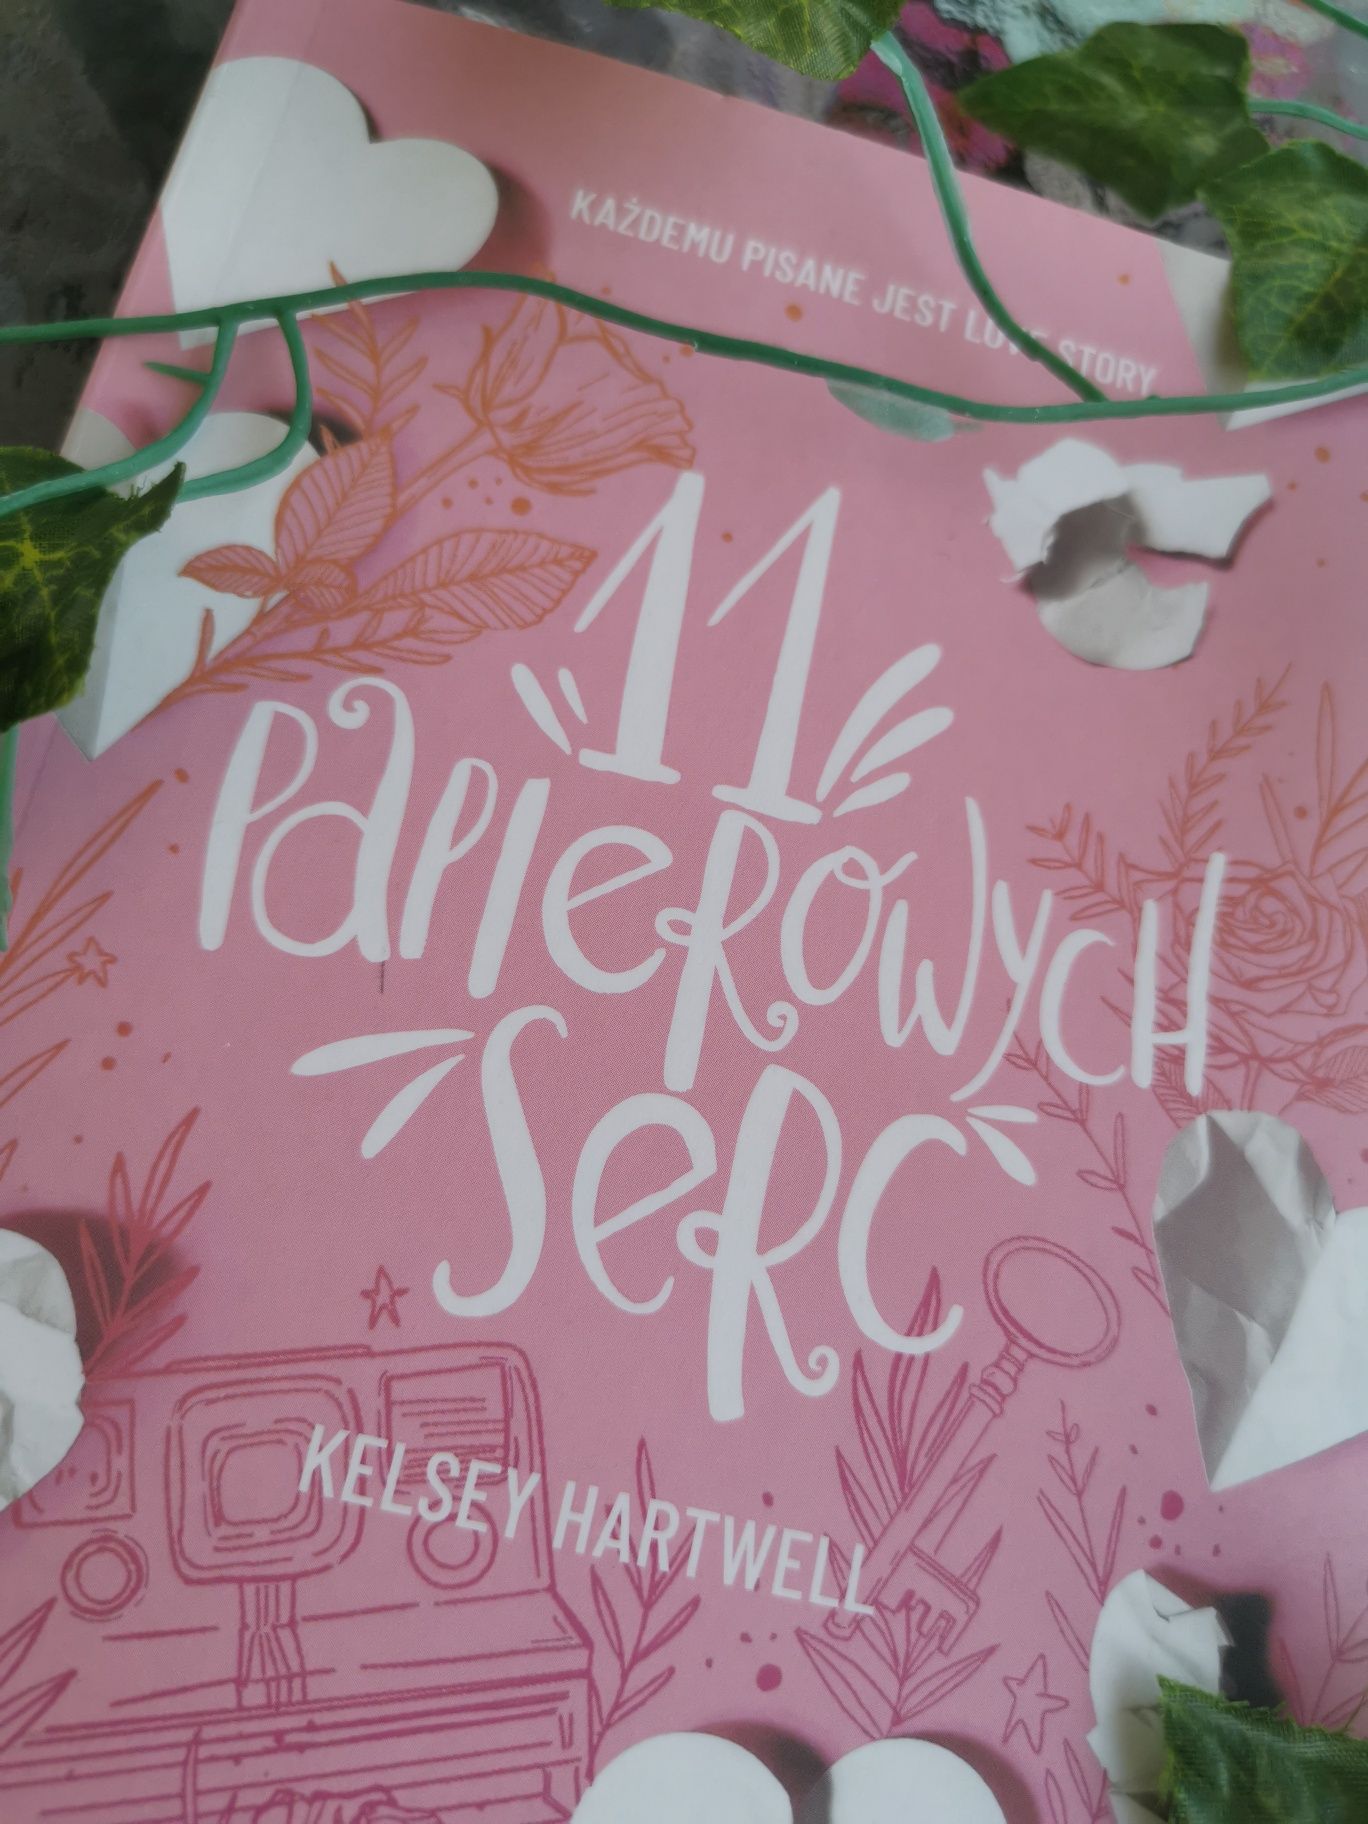 KAŻDEMU PISANE JEST LOVE STORY
11
PAPIEROWYCH
SERC
KELSEY HARTWELL